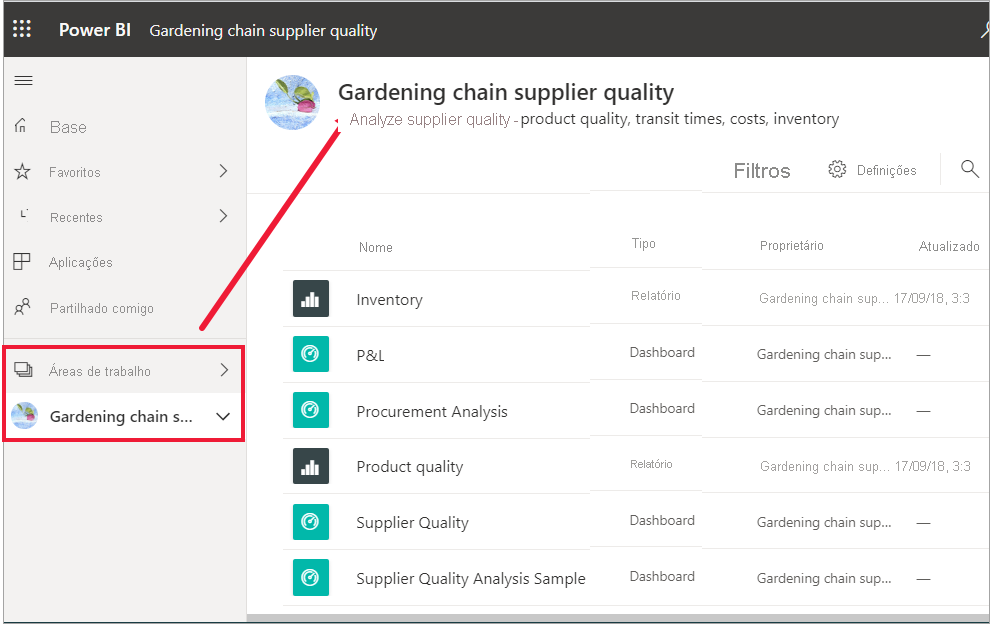 Power BI Gardening chain supplier quality
Base
Favoritos
Recentes
Aplicações
Partilhado comigo
Áreas de trabalho
Gardening chain s...
Gardening chain supplier quality
Analyze supplier quality - product quality, transit times, costs, inventory
Filtros Definições
Nome Tipo Proprietário Atualizado
Inventory Relatório Gardening chain sup... 17/09/18, 3:3
P&L Dashboard Gardening chain sup... —
Procurement Analysis Dashboard Gardening chain sup... —
Product quality Relatório Gardening chain sup... 17/09/18, 3:3
Supplier Quality Dashboard Gardening chain sup... —
Supplier Quality Analysis Sample Dashboard Gardening chain sup... —